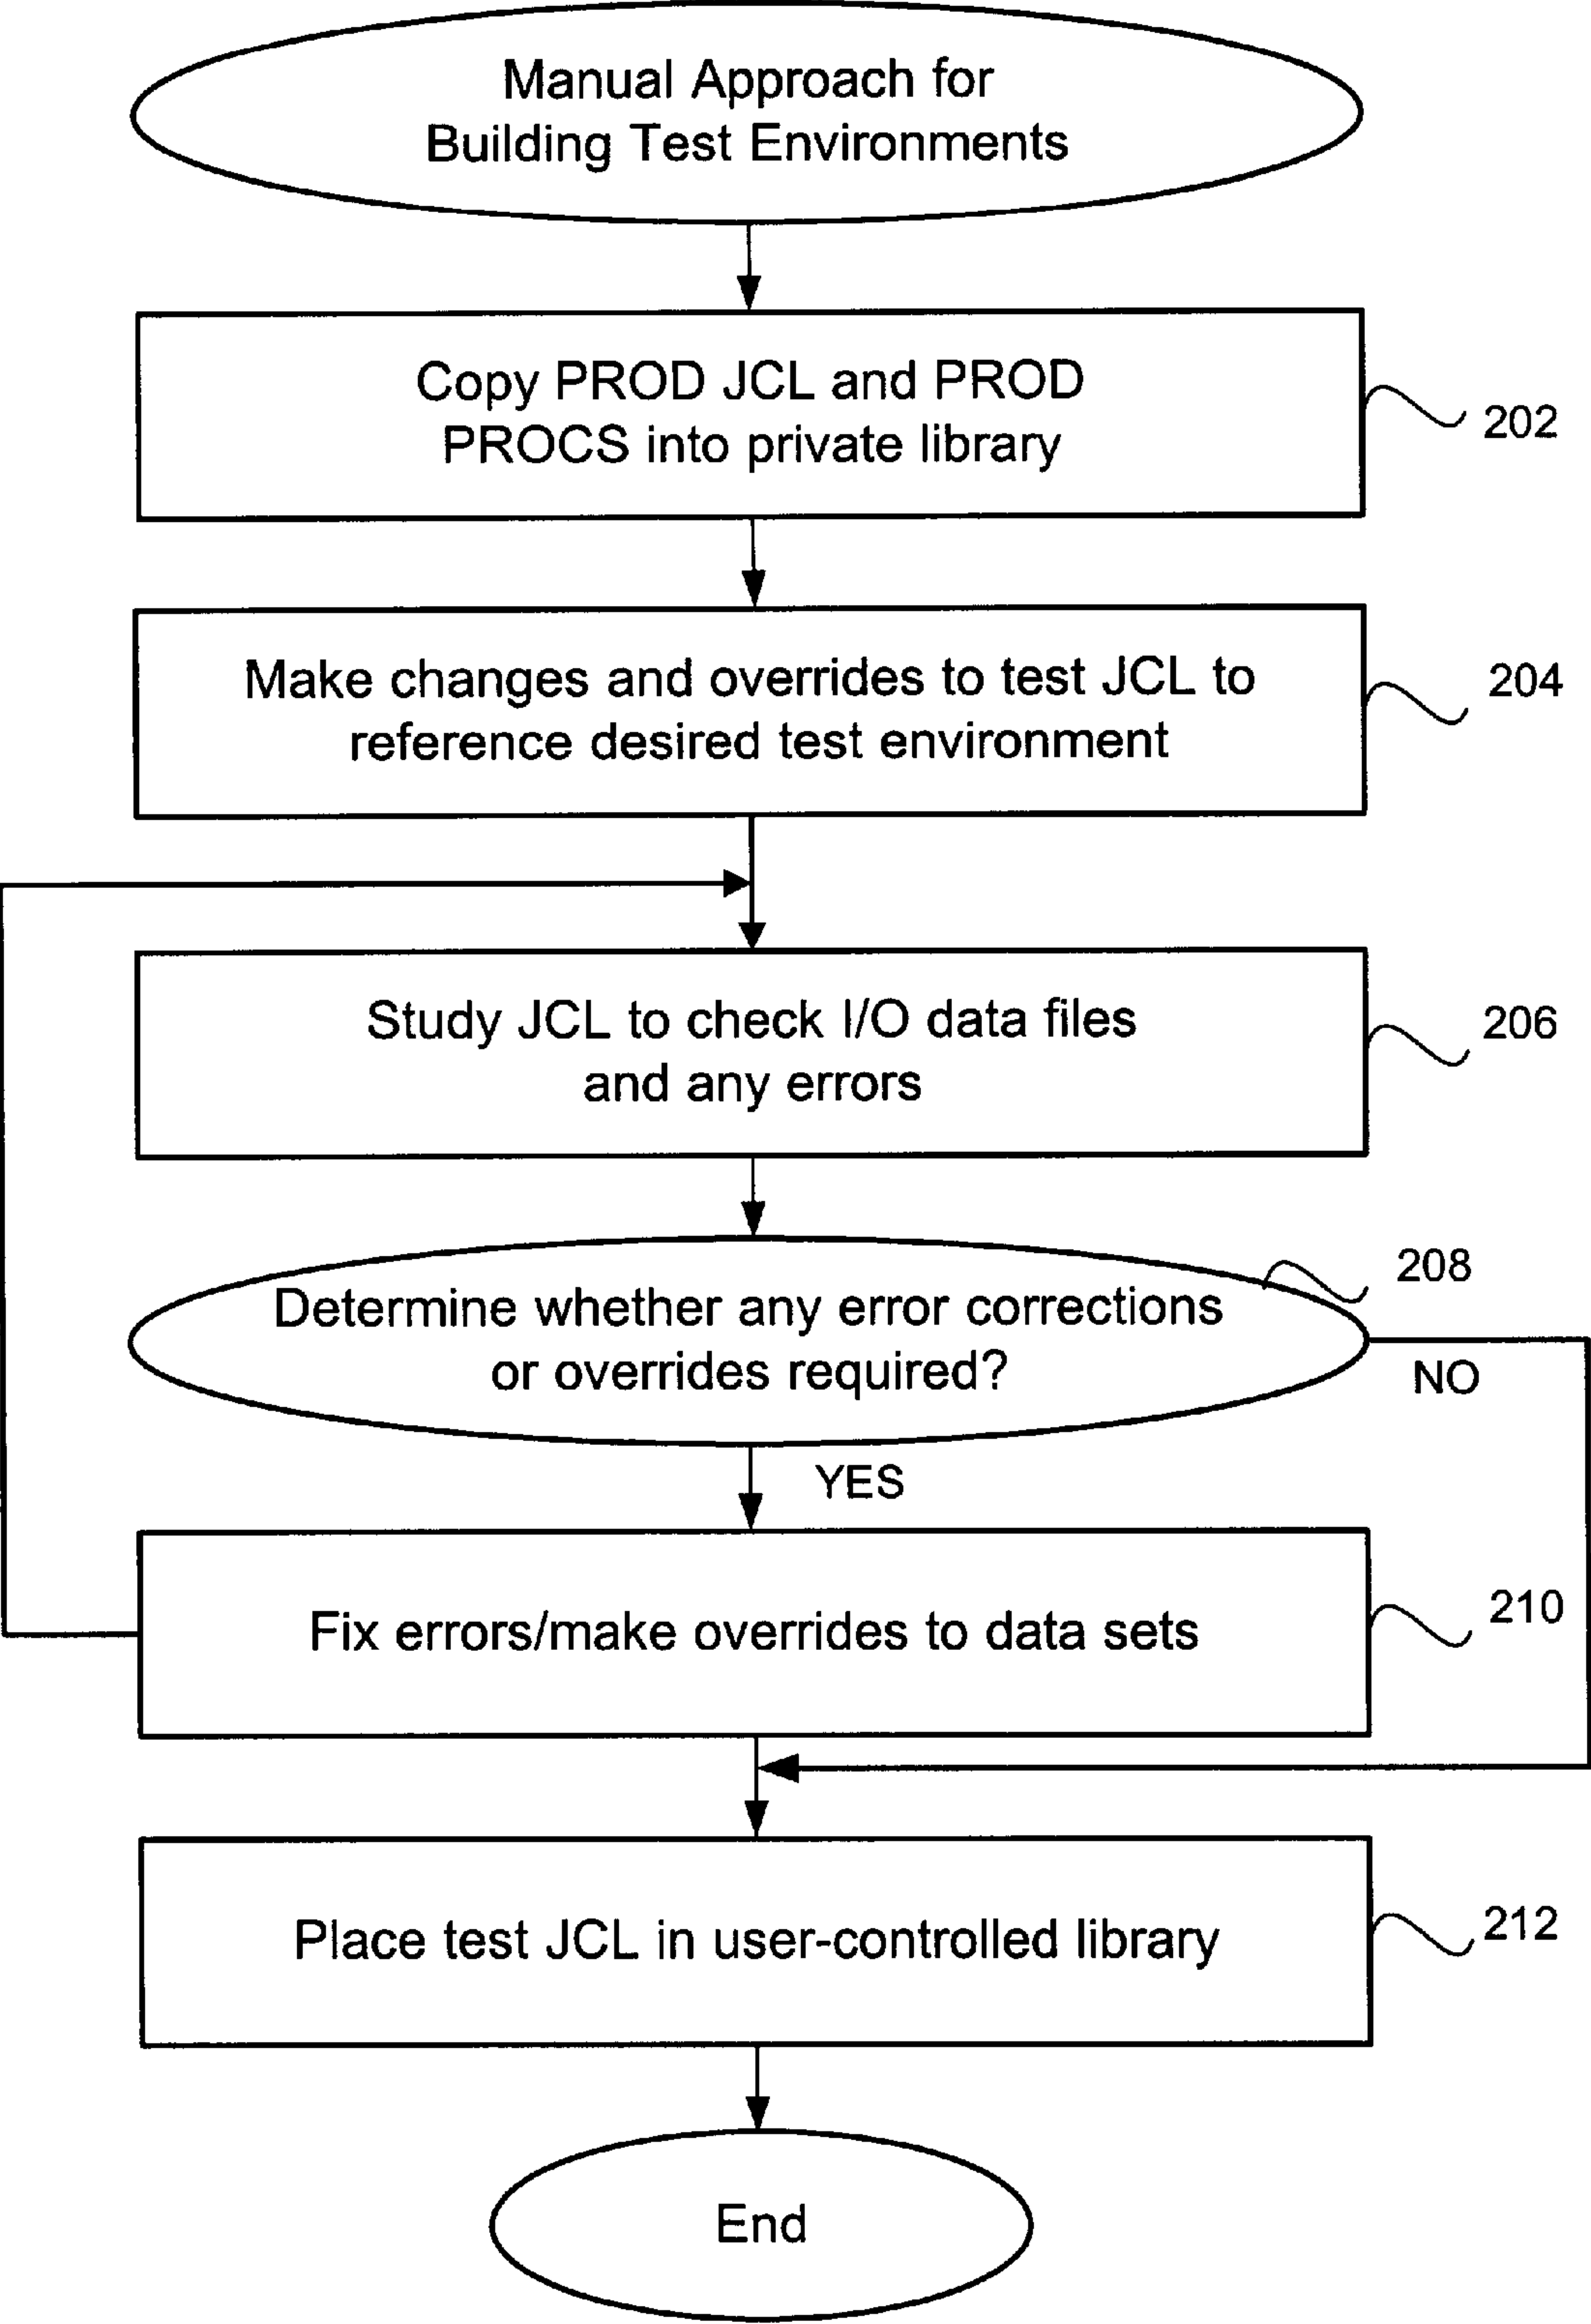 Manual Approach for
Building Test Environments
Copy PROD JCL and PROD
PROCS into private library
202
Make changes and overrides to test JCL to
reference desired test environment
204
Study JCL to check I/O data files
and any errors
206
208
Determine whether any error corrections
or overrides required?
NO
YES
Fix errors/make overrides to data sets
210
Place test JCL in user-controlled library
212
End